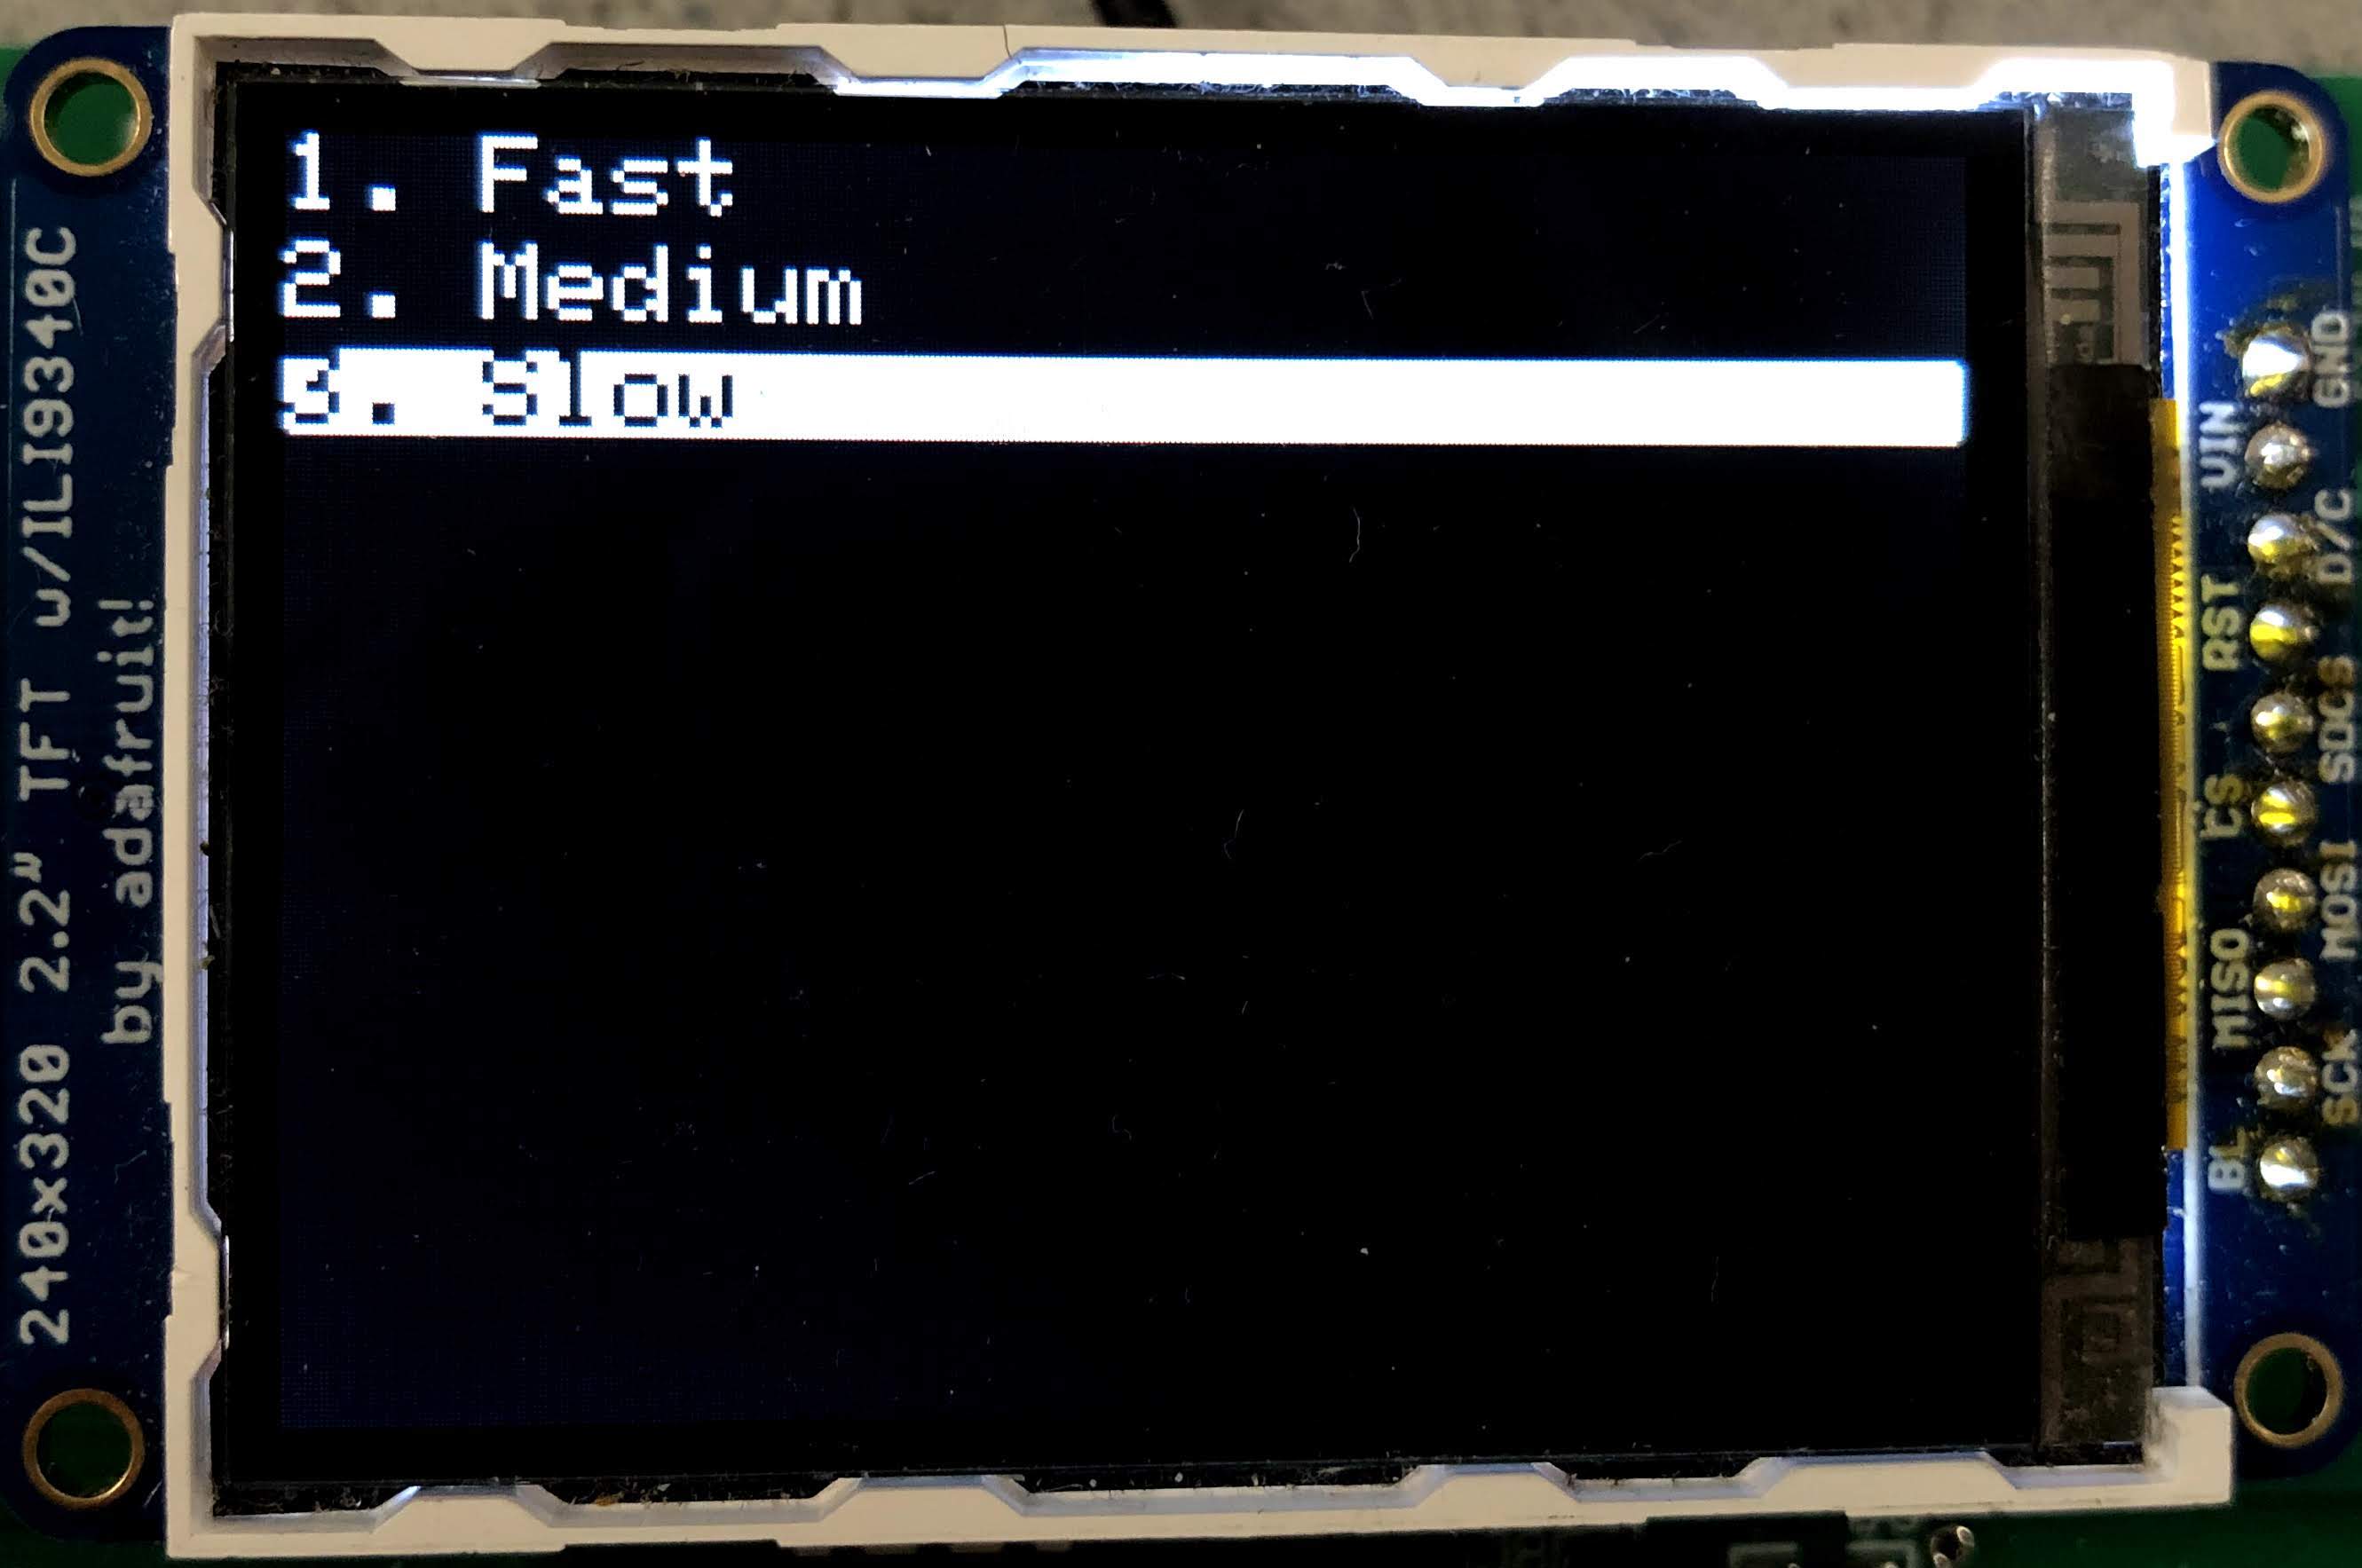 1. Fast
2. Medium
3. Slow
240x320 2.2" TFT w/ILI9340C
by adafruit!
GND
VIN
D/C
RST
SDCS
CS
MOSI
MISO
SCK
BL